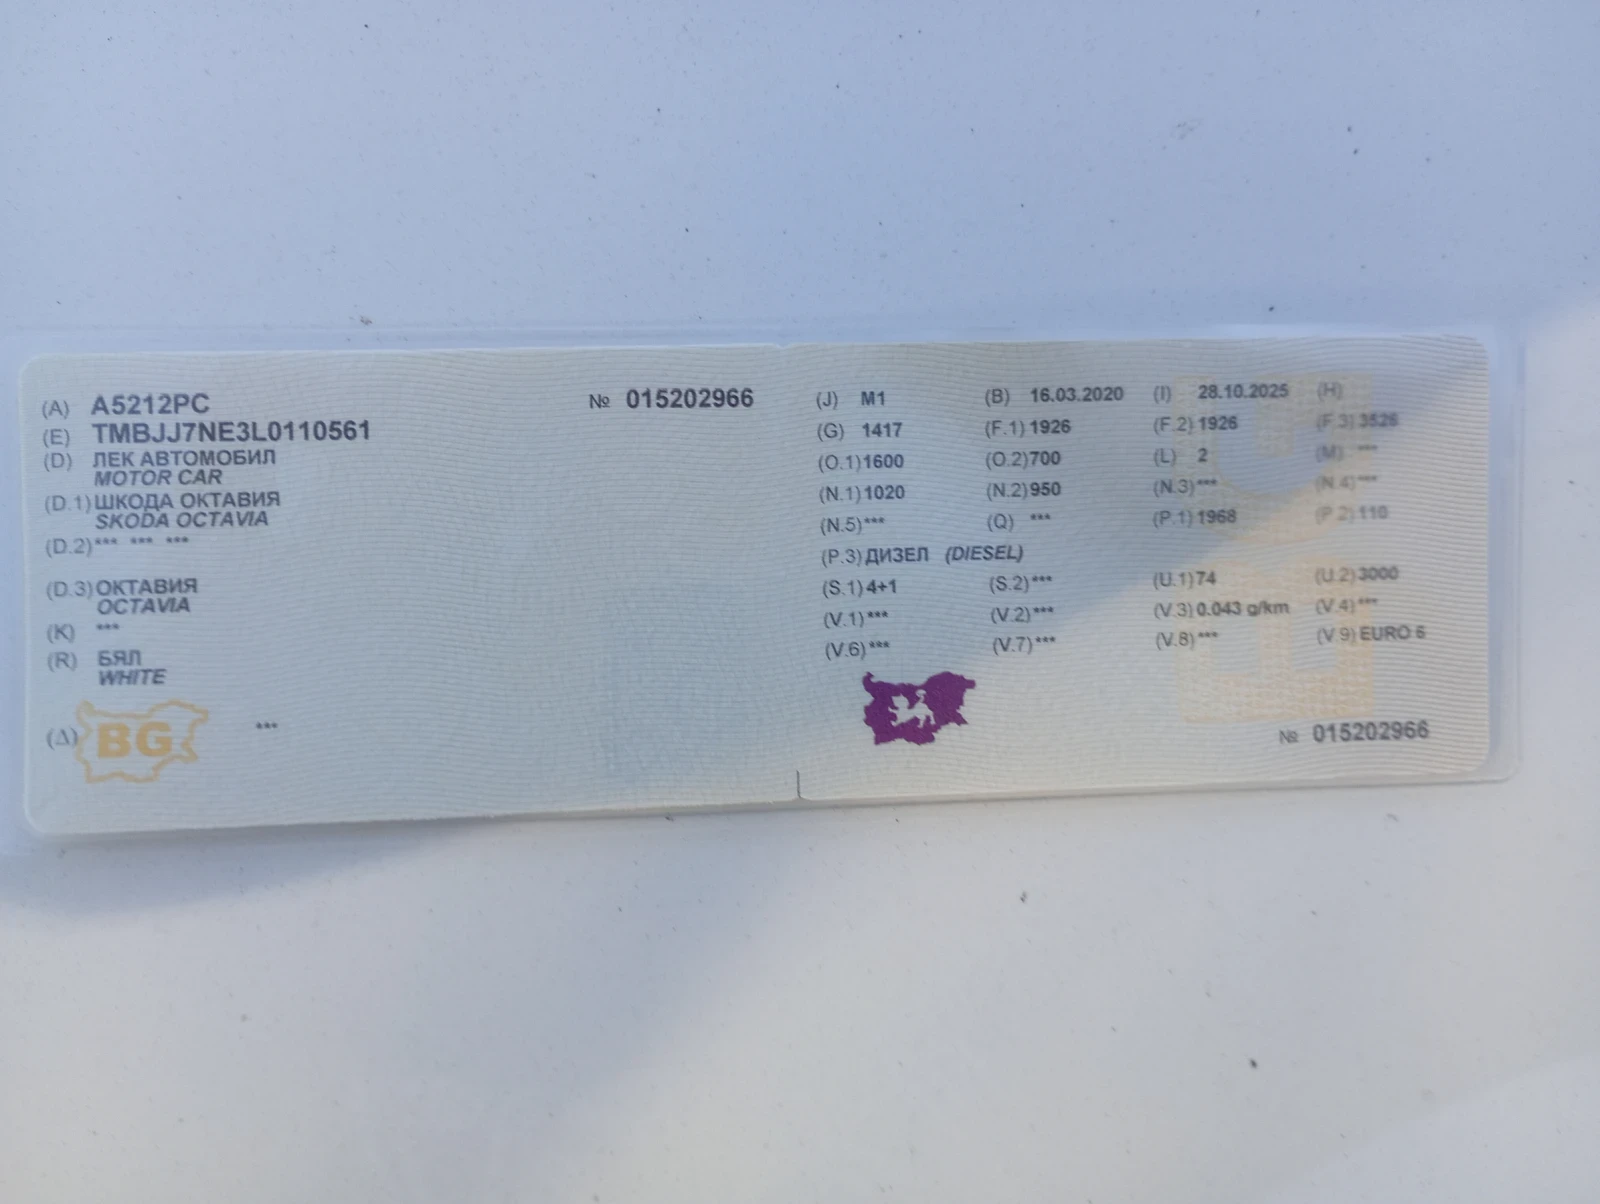 (A) A5212PC № 015202966
(E) TMBJJ7NE3L0110561
(D) ЛЕК АВТОМОБИЛ
MOTOR CAR
(D.1) ШКОДА ОКТАВИЯ
SKODA OCTAVIA
(D.2) *** *** ***
(D.3) ОКТАВИЯ
OCTAVIA
(K) ***
(R) БЯЛ
WHITE
(Δ) BG ***
(J) M1 (B) 16.03.2020 (I) 28.10.2025 (H)
(G) 1417 (F.1) 1926 (F.2) 1926 (F.3) 3526
(O.1) 1600 (O.2) 700 (L) 2 (M) ***
(N.1) 1020 (N.2) 950 (N.3) *** (N.4) ***
(N.5) *** (Q) *** (P.1) 1968 (P.2) 110
(P.3) ДИЗЕЛ (DIESEL)
(S.1) 4+1 (S.2) *** (U.1) 74 (U.2) 3000
(V.1) *** (V.2) *** (V.3) 0.043 g/km (V.4) ***
(V.6) *** (V.7) *** (V.8) *** (V.9) EURO 6
№ 015202966